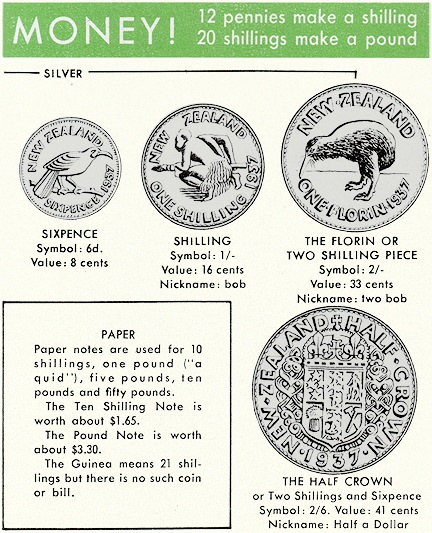 MONEY!
12 pennies make a shilling
20 shillings make a pound
SILVER
NEW ZEALAND
SIXPENCE 1937
SIXPENCE
Symbol: 6d.
Value: 8 cents
NEW ZEALAND
1937
ONE SHILLING
SHILLING
Symbol: 1/-
Value: 16 cents
Nickname: bob
NEW·ZEALAND
ONE·FLORIN·1937
THE FLORIN OR
TWO SHILLING PIECE
Symbol: 2/-
Value: 33 cents
Nickname: two bob
PAPER
Paper notes are used for 10
shillings, one pound ("a
quid"), five pounds, ten
pounds and fifty pounds.
The Ten Shilling Note is
worth about $1.65.
The Pound Note is worth
about $3.30.
The Guinea means 21 shil-
lings but there is no such coin
or bill.
NEW·ZEALAND HALF·CROWN
·1937·
THE HALF CROWN
or Two Shillings and Sixpence
Symbol: 2/6. Value: 41 cents
Nickname: Half a Dollar